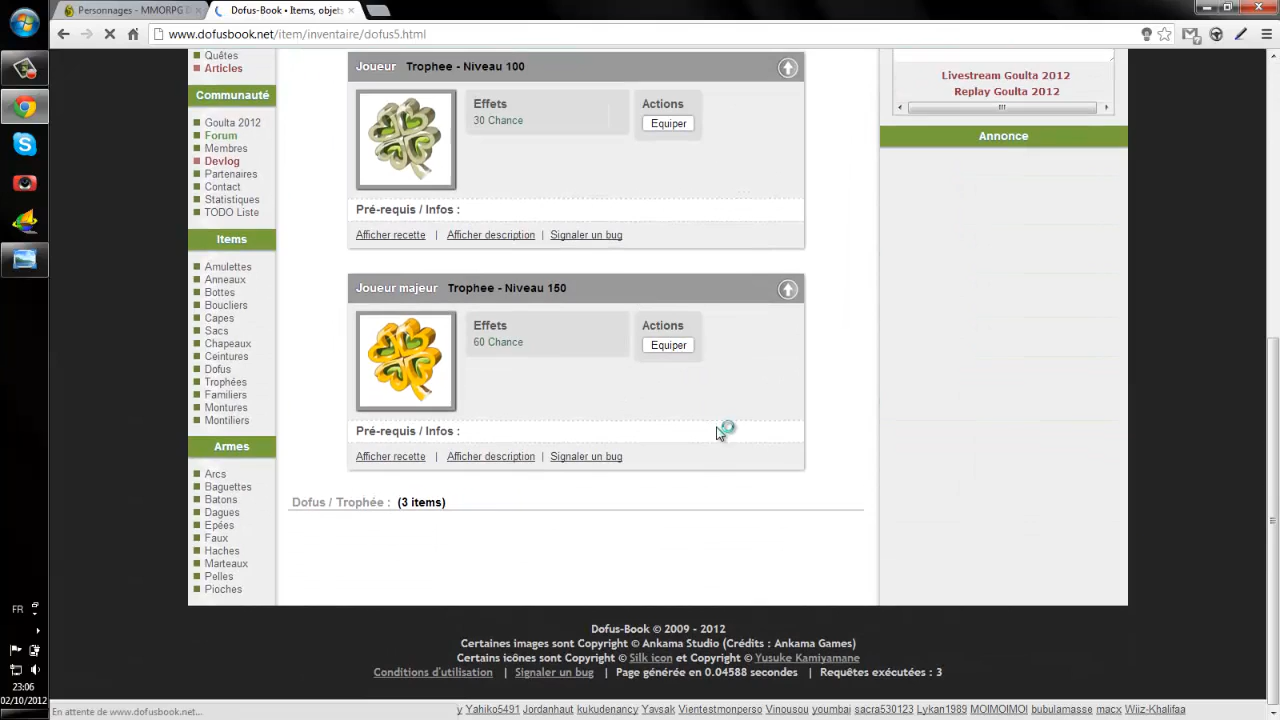 Personnages - MMORPG D
Dofus-Book • Items, objet
www.dofusbook.net/item/inventaire/dofus5.html
Quêtes
Articles
Communauté
Goulta 2012
Forum
Membres
Devlog
Partenaires
Contact
Statistiques
TODO Liste
Items
Amulettes
Anneaux
Bottes
Boucliers
Capes
Sacs
Chapeaux
Ceintures
Dofus
Trophées
Familiers
Montures
Montiliers
Armes
Arcs
Baguettes
Batons
Dagues
Epées
Faux
Haches
Marteaux
Pelles
Pioches
Joueur Trophee - Niveau 100
Effets
30 Chance
Actions
Equiper
Pré-requis / Infos :
Afficher recette | Afficher description | Signaler un bug
Joueur majeur Trophee - Niveau 150
Effets
60 Chance
Actions
Equiper
Pré-requis / Infos :
Afficher recette | Afficher description | Signaler un bug
Dofus / Trophée : (3 items)
Livestream Goulta 2012
Replay Goulta 2012
Annonce
Dofus-Book © 2009 - 2012
Certaines images sont Copyright © Ankama Studio (Crédits : Ankama Games)
Certains icônes sont Copyright © Silk icon et Copyright © Yusuke Kamiyamane
Conditions d'utilisation | Signaler un bug | Page générée en 0.04588 secondes | Requêtes exécutées : 3
FR
23:06
02/10/2012
En attente de www.dofusbook.net...
y Yahiko5491 Jordanhaut kukudenancy Yavsak Vientestmonperso Vinousou youmbai sacra530123 Lykan1989 MOIMOIMOI bubulamasse macx Wiiz-Khalifaa